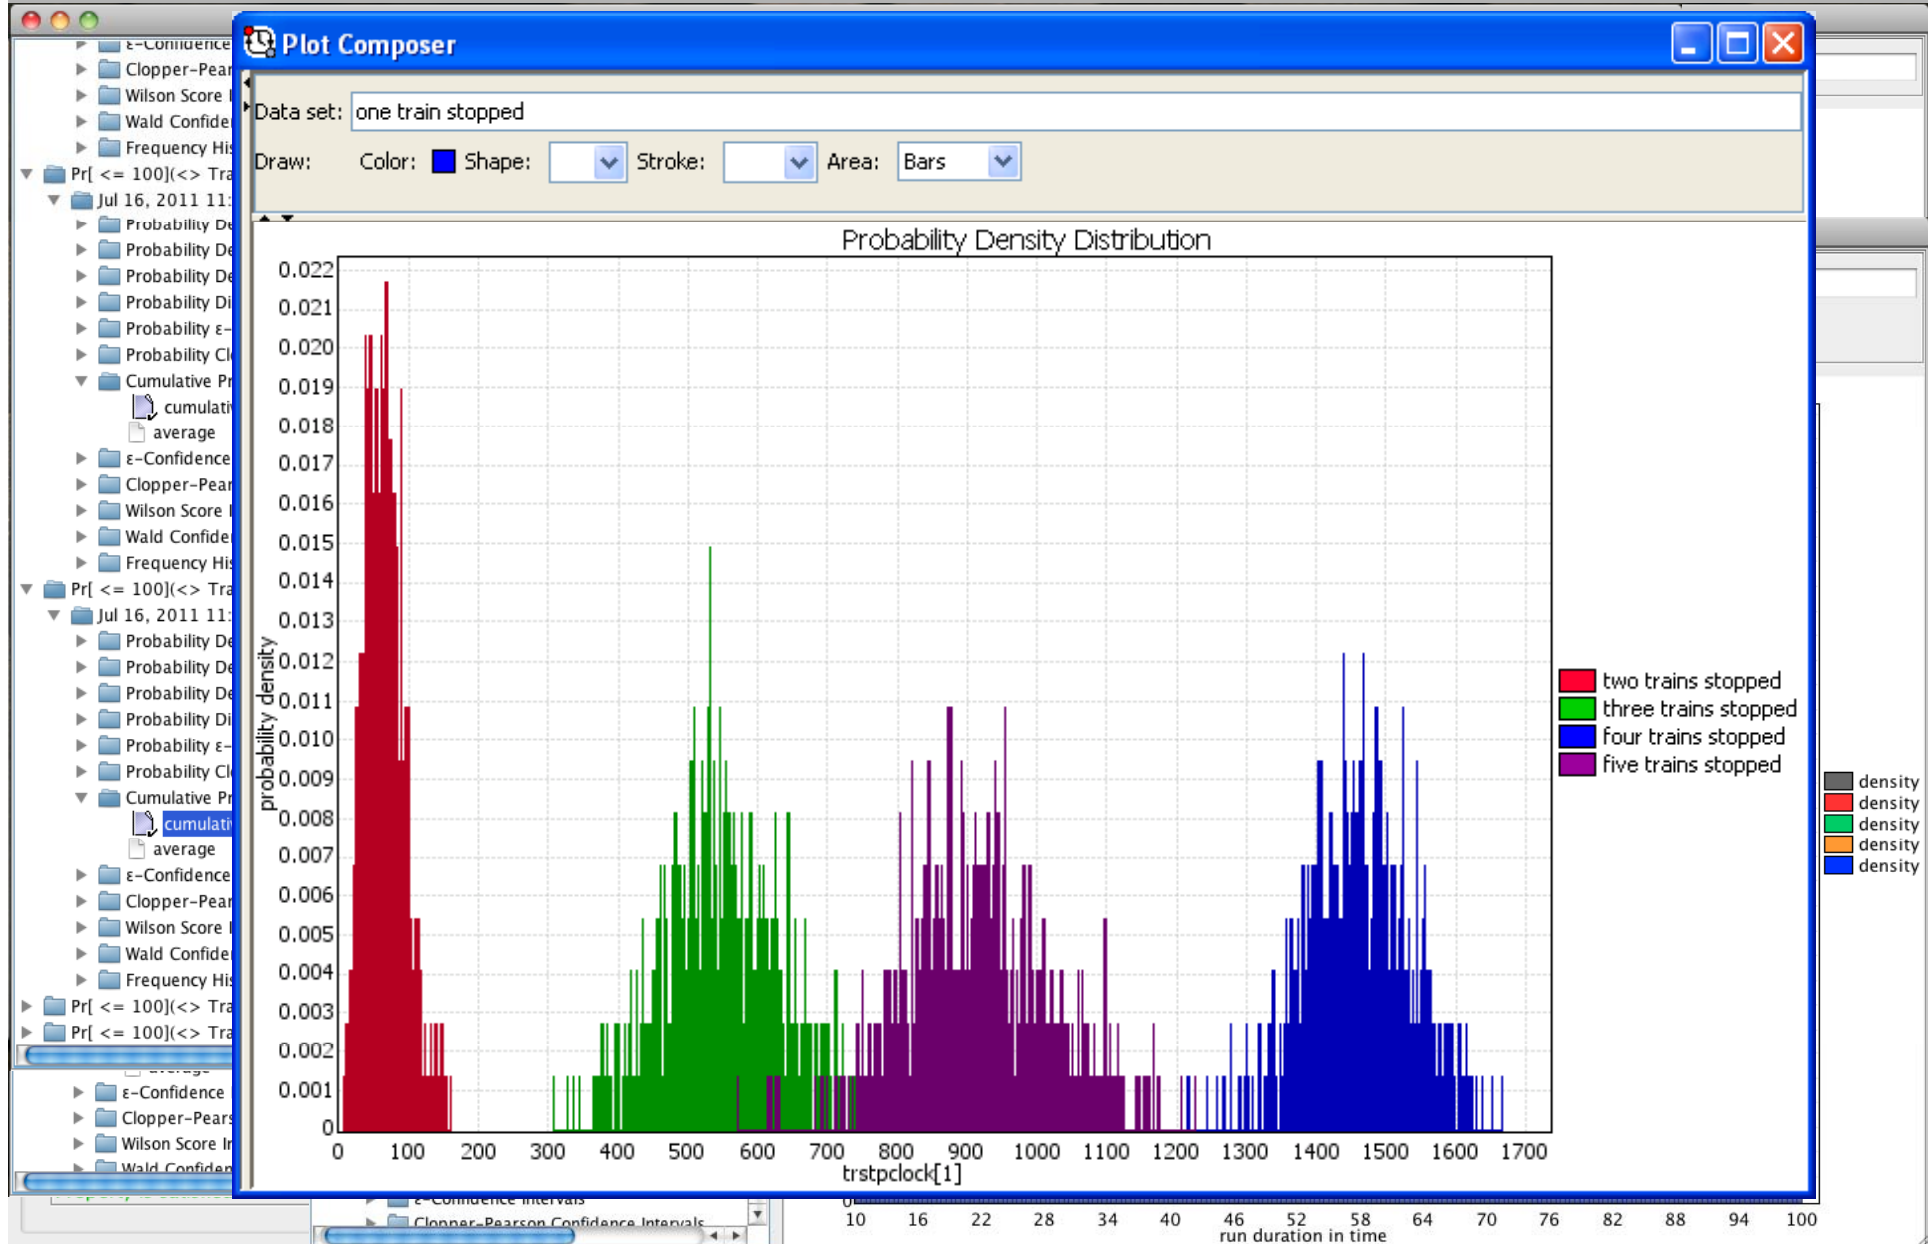 Plot Composer
Data set: one train stopped
Draw: Color: Shape: Stroke: Area: Bars
ε-Confidence
Clopper-Pear
Wilson Score I
Wald Confide
Frequency His
Pr[ <= 100](<> Tra
Jul 16, 2011 11:
Probability De
Probability De
Probability De
Probability Di
Probability ε-
Probability Cl
Cumulative Pr
cumulati
average
ε-Confidence
Clopper-Pear
Wilson Score I
Wald Confide
Frequency His
Pr[ <= 100](<> Tra
Jul 16, 2011 11:
Probability De
Probability De
Probability De
Probability Di
Probability ε-
Probability Cl
Cumulative Pr
cumulati
average
ε-Confidence
Clopper-Pear
Wilson Score I
Wald Confide
Frequency His
Pr[ <= 100](<> Tra
Pr[ <= 100](<> Tra
average
ε-Confidence
Clopper-Pears
Wilson Score In
Wald Confiden
Probability Density Distribution
0.022
0.021
0.020
0.019
0.018
0.017
0.016
0.015
0.014
0.013
0.012
0.011
0.010
0.009
0.008
0.007
0.006
0.005
0.004
0.003
0.002
0.001
0
probability density
0 100 200 300 400 500 600 700 800 900 1000 1100 1200 1300 1400 1500 1600 1700
trstpclock[1]
two trains stopped
three trains stopped
four trains stopped
five trains stopped
density
density
density
density
density
ε-Confidence Intervals
Clopper-Pearson Confidence Intervals
0
10 16 22 28 34 40 46 52 58 64 70 76 82 88 94 100
run duration in time